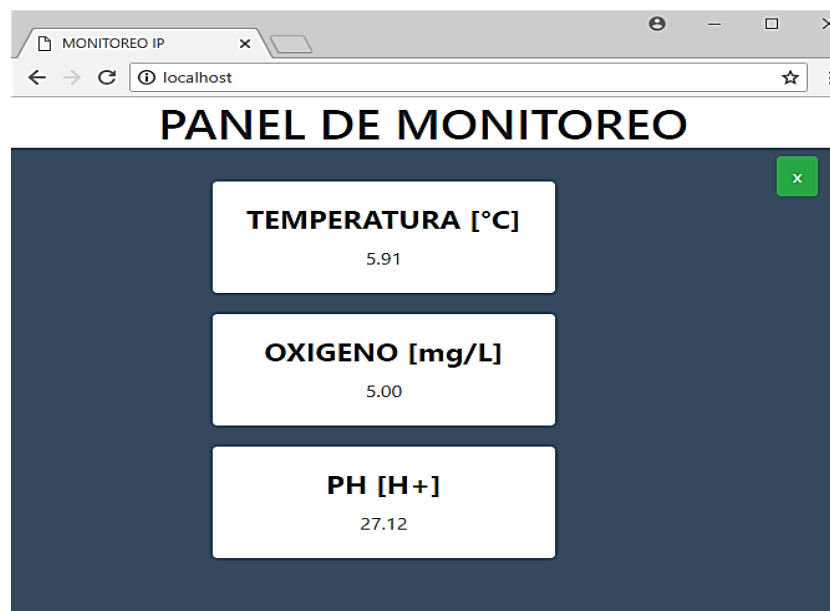 MONITOREO IP
localhost
PANEL DE MONITOREO
x
TEMPERATURA [°C]
5.91
OXIGENO [mg/L]
5.00
PH [H+]
27.12